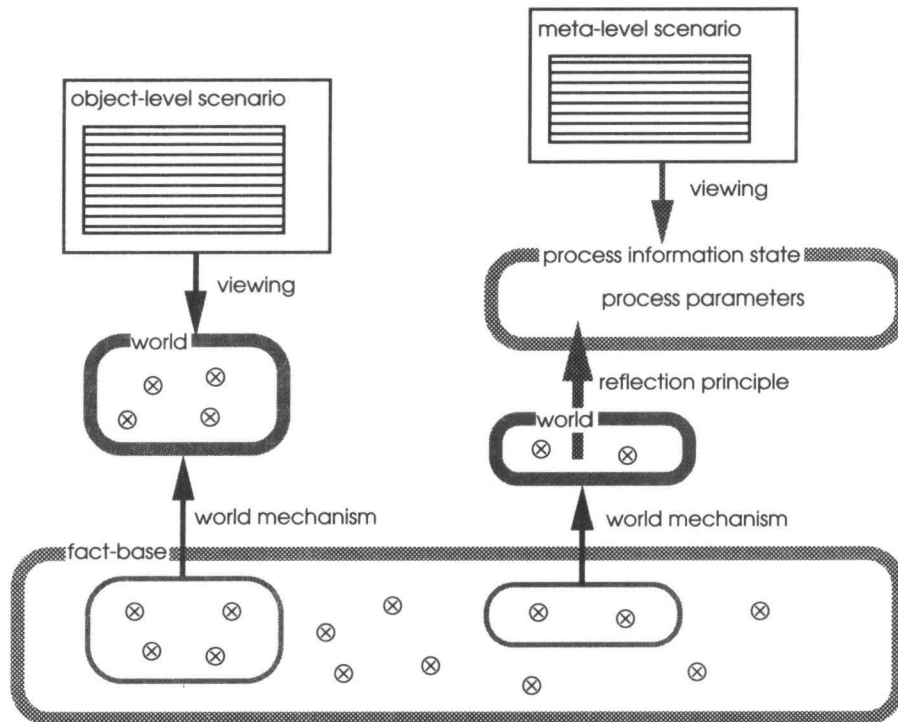 meta-level scenario
object-level scenario
viewing
viewing
process information state
process parameters
world
reflection principle
world
world mechanism
world mechanism
fact-base